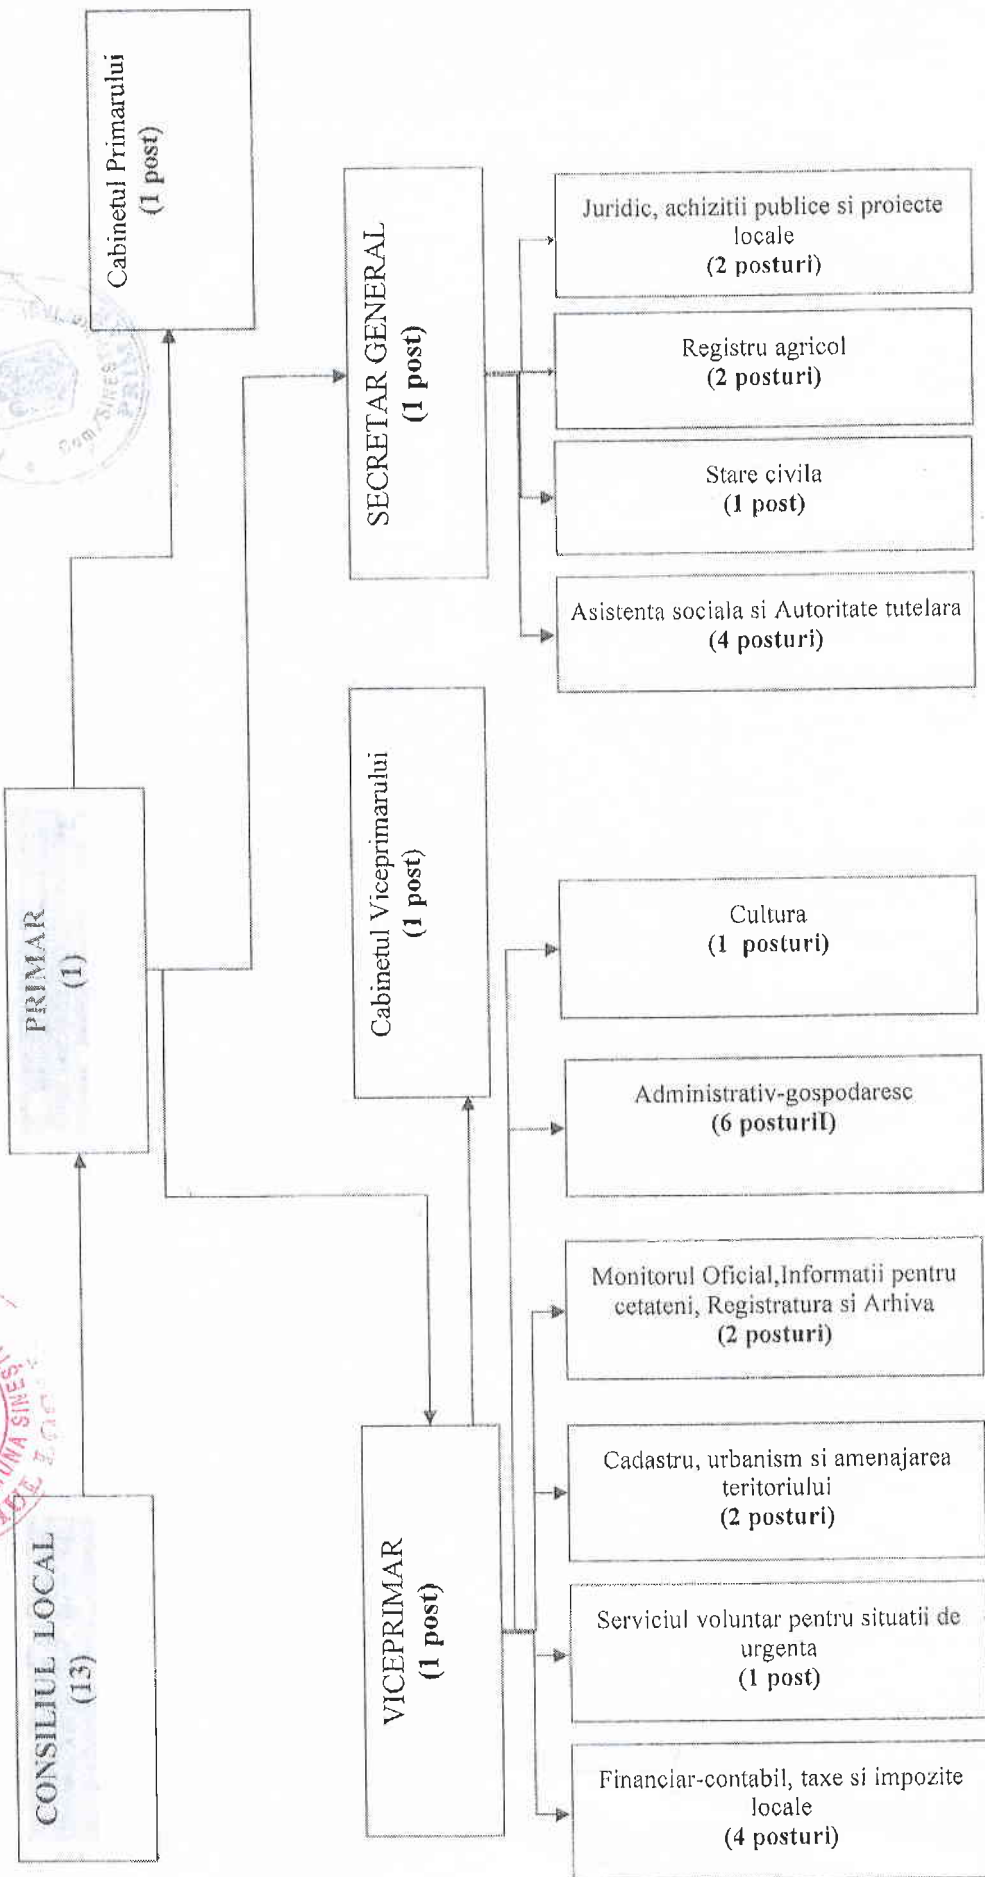 CONSILIUL LOCAL
(13)
PRIMAR
(1)
Cabinetul Primarului
(1 post)
VICEPRIMAR
(1 post)
Cabinetul Viceprimarului
(1 post)
SECRETAR GENERAL
(1 post)
Juridic, achizitii publice si proiecte
locale
(2 posturi)
Registru agricol
(2 posturi)
Stare civila
(1 post)
Asistenta sociala si Autoritate tutelara
(4 posturi)
Cultura
(1 posturi)
Administrativ-gospodaresc
(6 posturiI)
Monitorul Oficial,Informatii pentru
cetateni, Registratura si Arhiva
(2 posturi)
Cadastru, urbanism si amenajarea
teritoriului
(2 posturi)
Serviciul voluntar pentru situatii de
urgenta
(1 post)
Financiar-contabil, taxe si impozite
locale
(4 posturi)
SINEȘ
Com SINEȘ